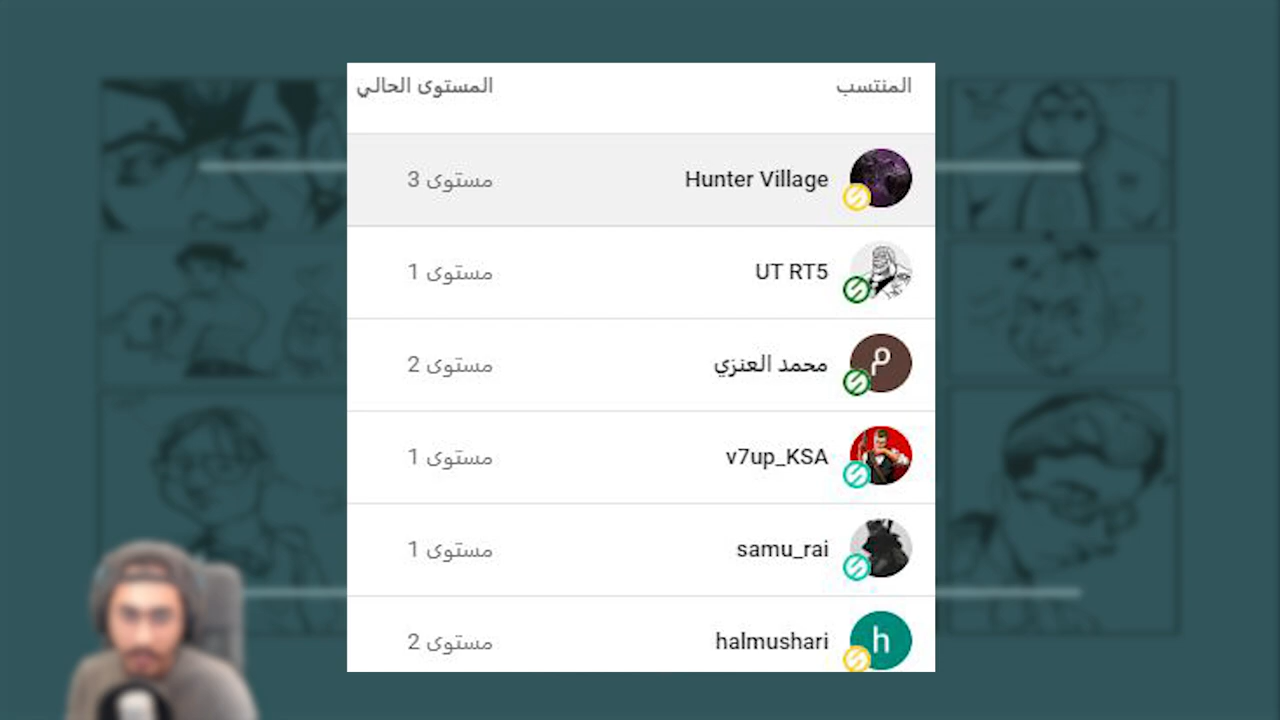 المنتسب المستوى الحالي
Hunter Village مستوى 3
UT RT5 مستوى 1
م محمد العنزي مستوى 2
v7up_KSA مستوى 1
samu_rai مستوى 1
h halmushari مستوى 2